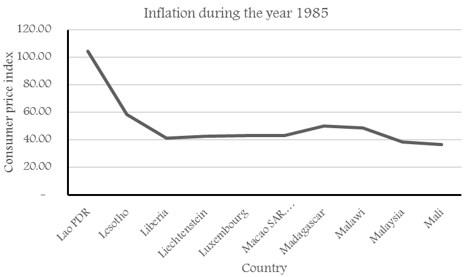 Inflation during the year 1985
Consumer price index
120.00
100.00
80.00
60.00
40.00
20.00
-
Lao PDR
Lesotho
Liberia
Liechtenstein
Luxembourg
Macao SAR....
Madagascar
Malawi
Malaysia
Mali
Country